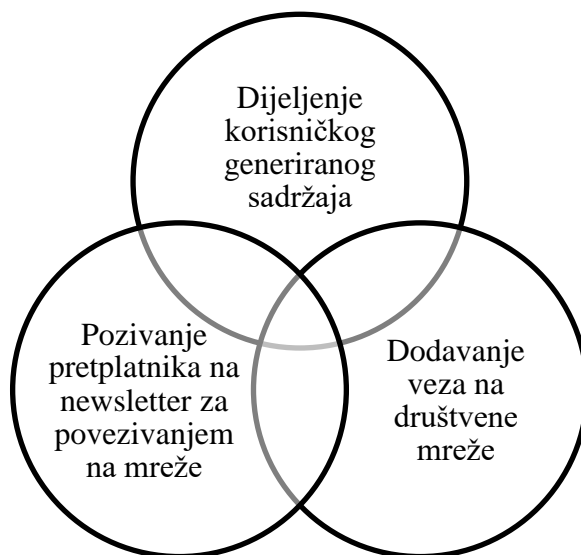 Dijeljenje
korisničkog
generiranog
sadržaja
Pozivanje
pretplatnika na
newsletter za
povezivanjem
na mreže
Dodavanje
veza na
društvene
mreže